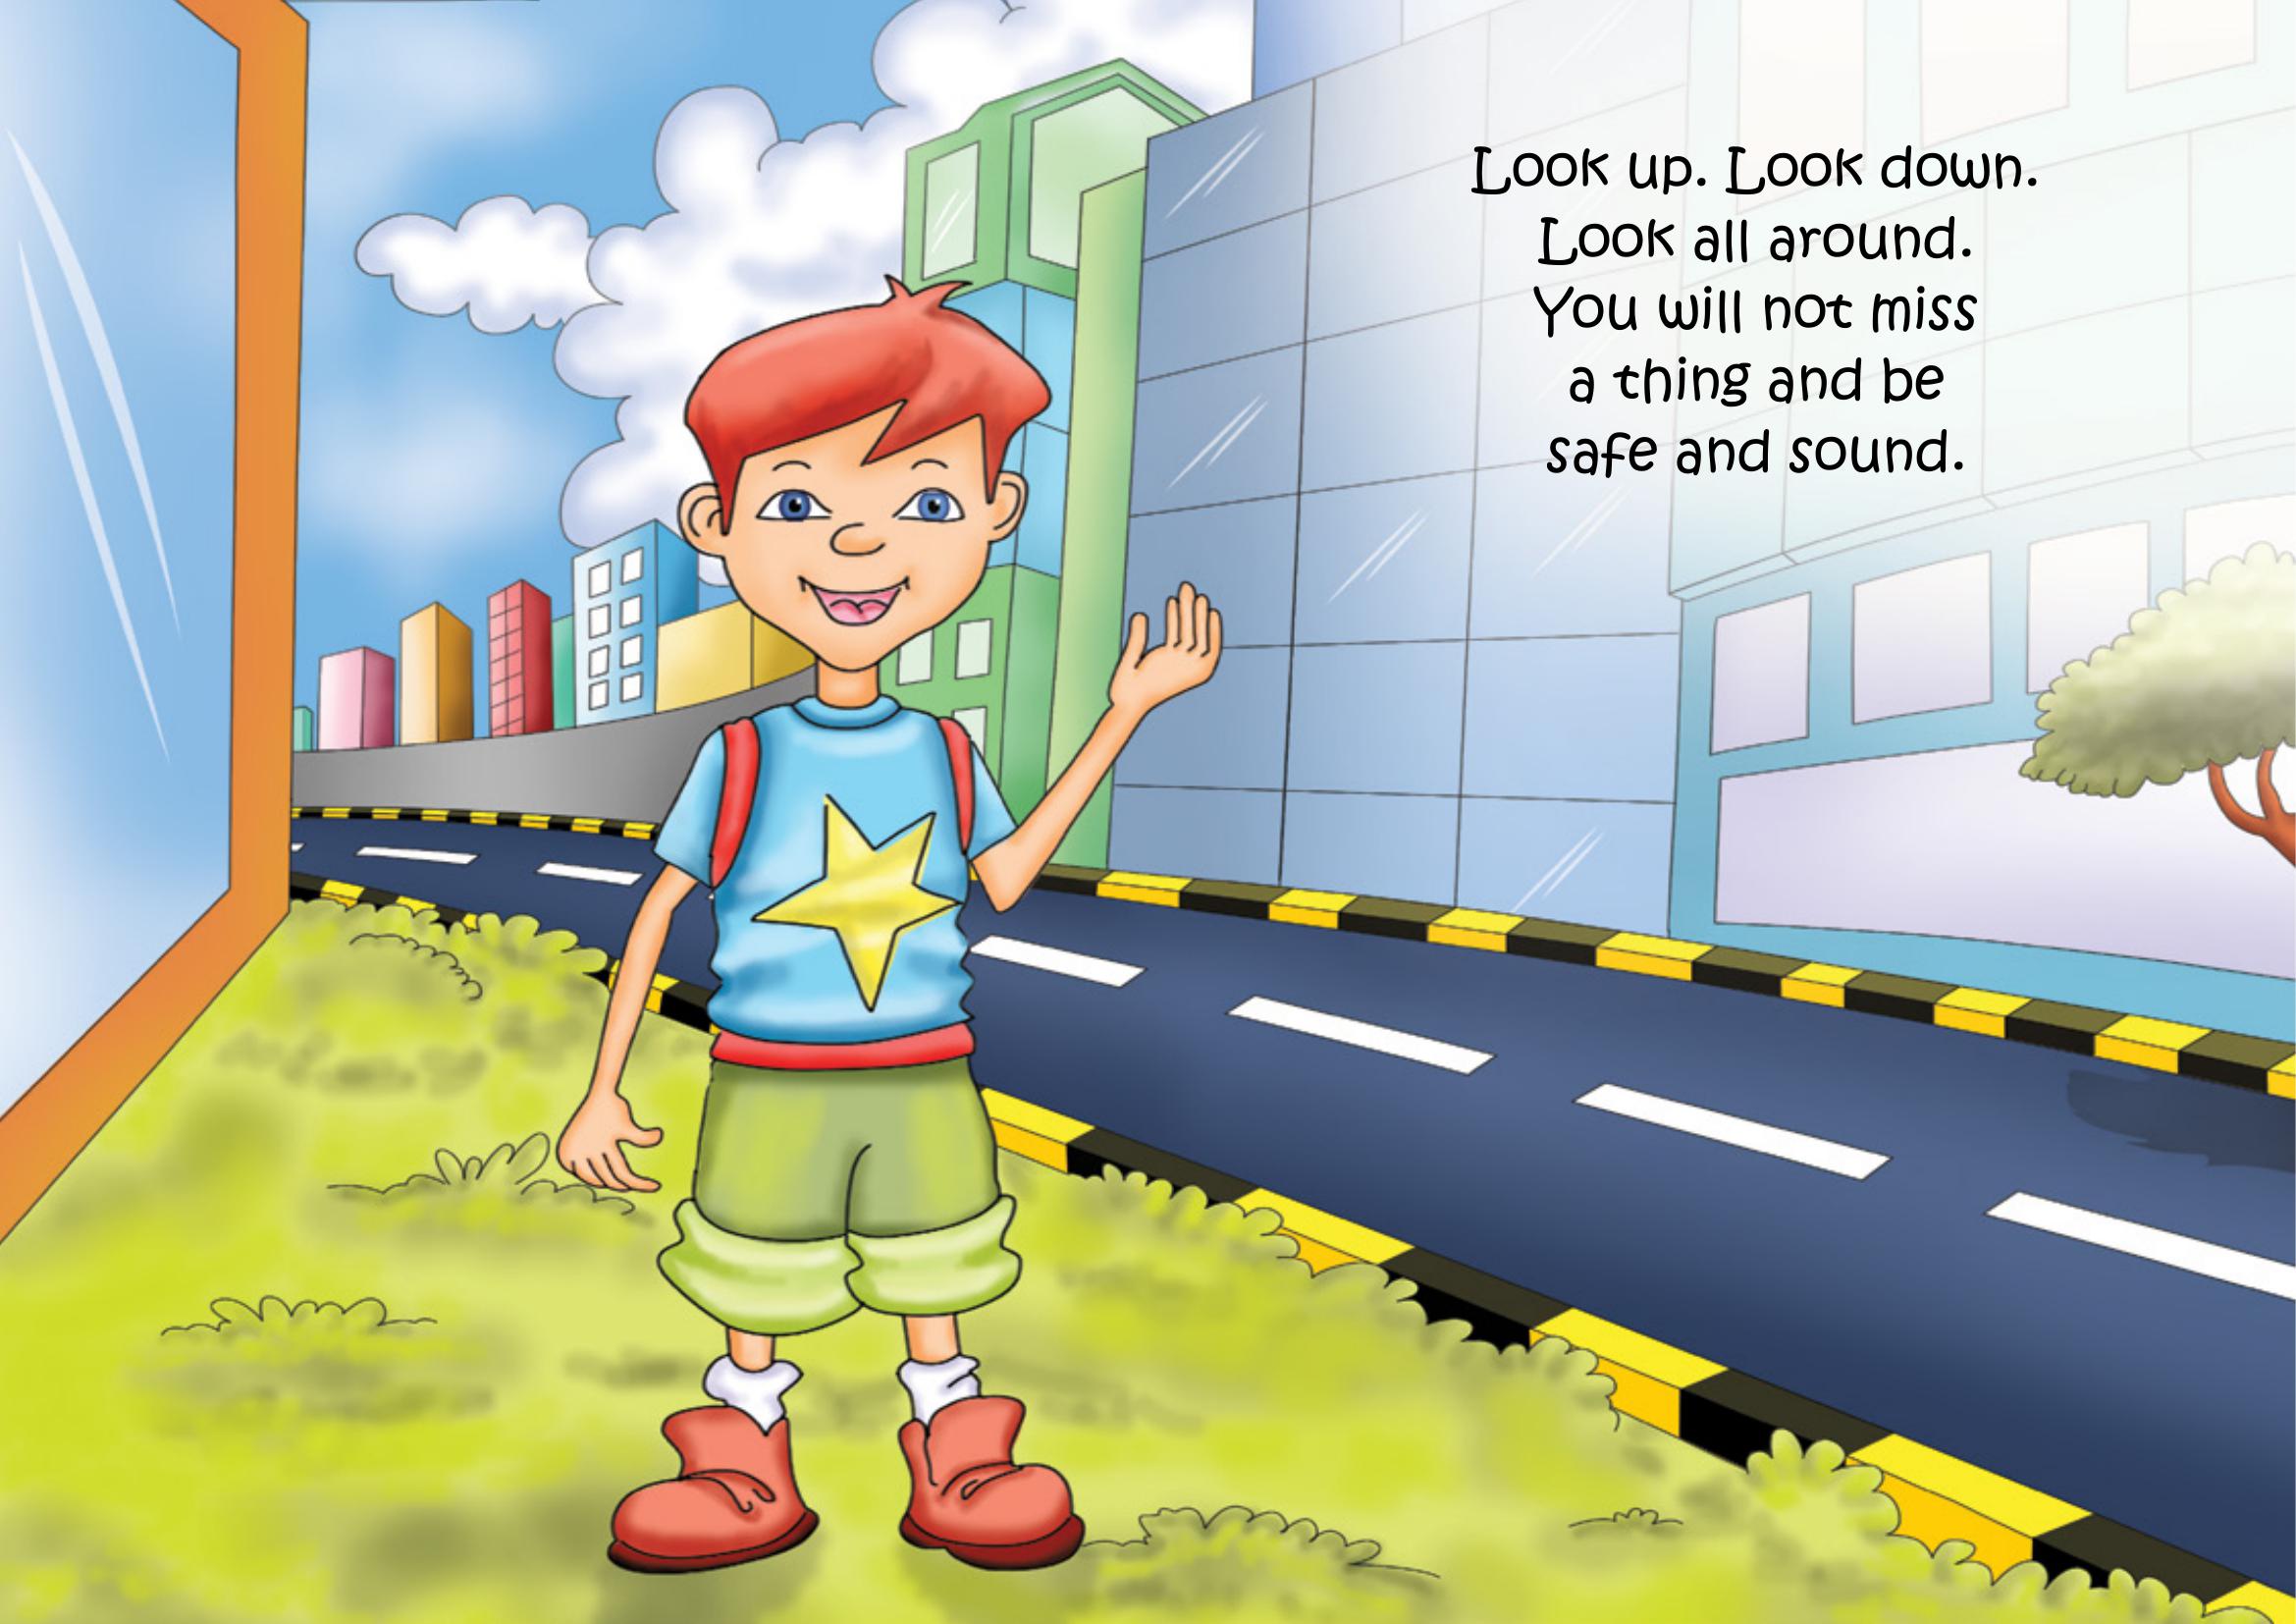 Look up. Look down.
Look all around.
You will not miss
a thing and be
safe and sound.